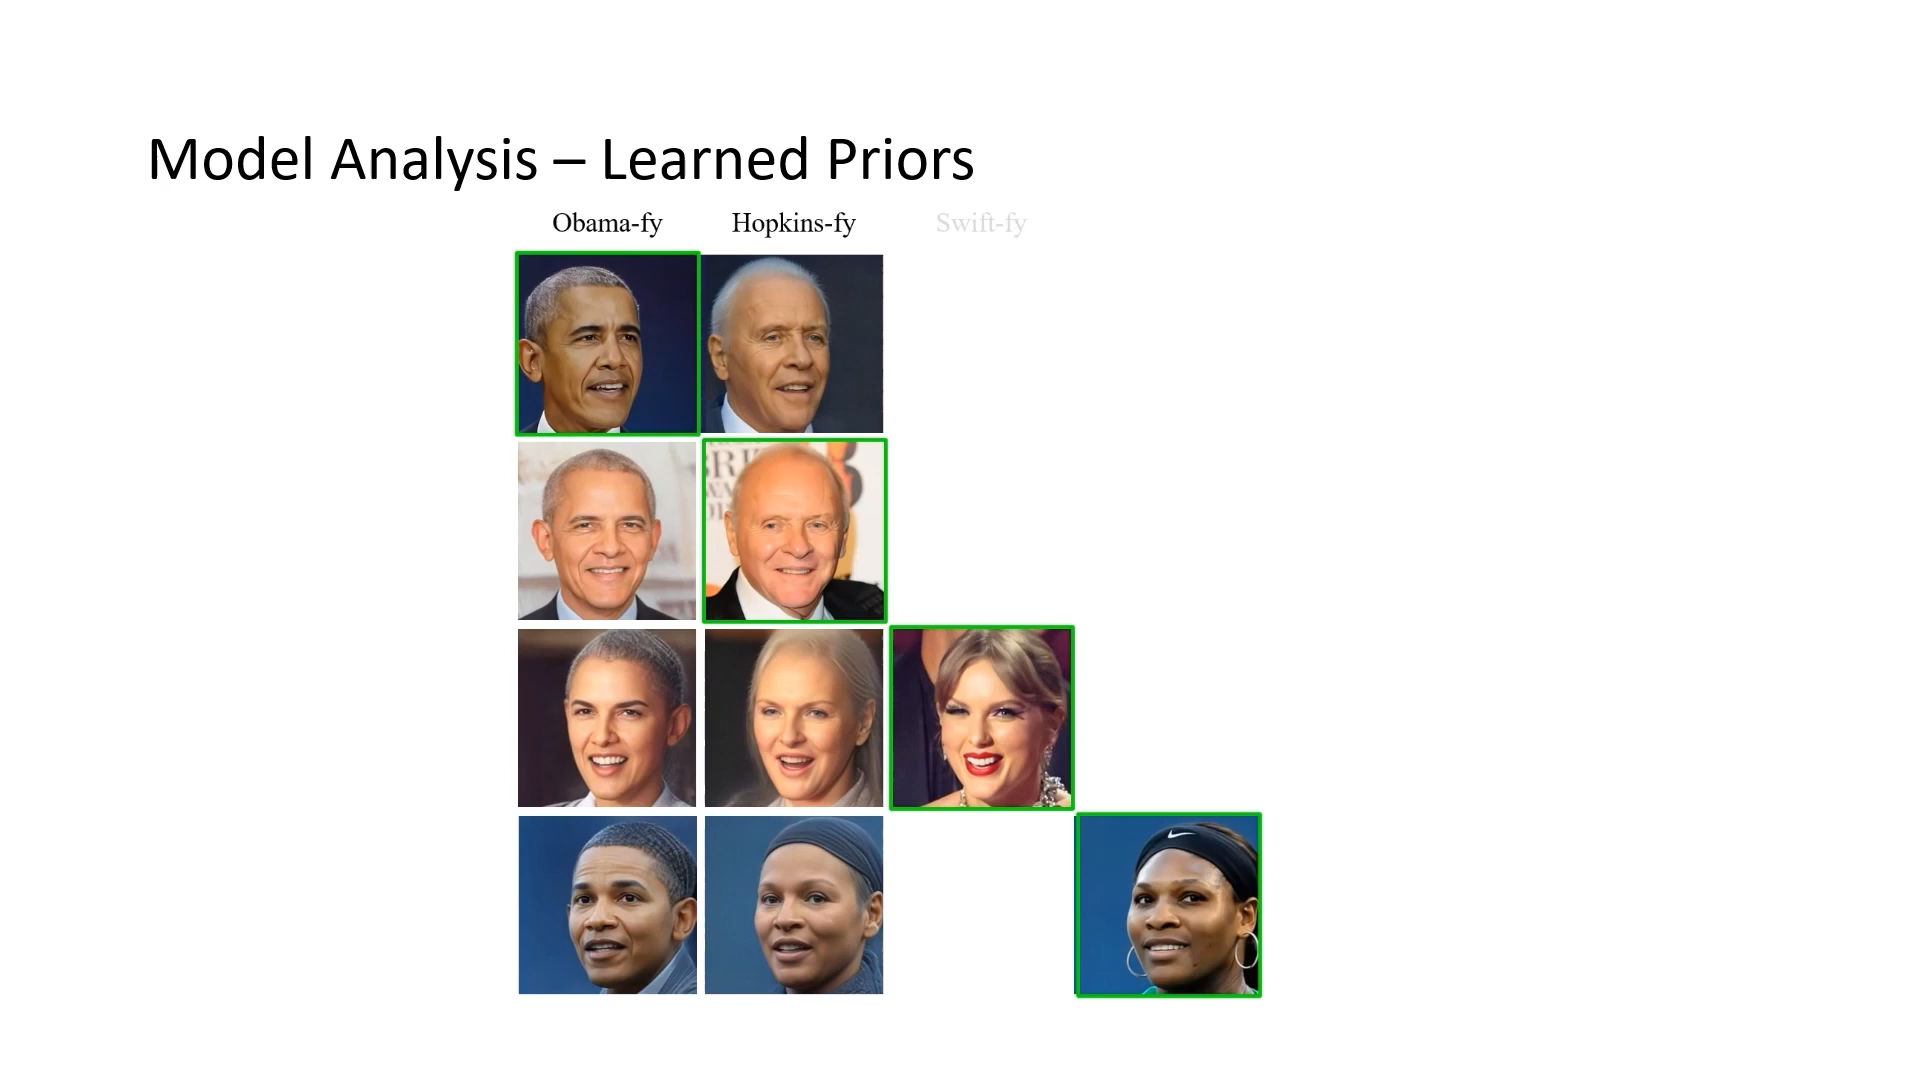 Model Analysis – Learned Priors
Obama-fy Hopkins-fy Swift-fy